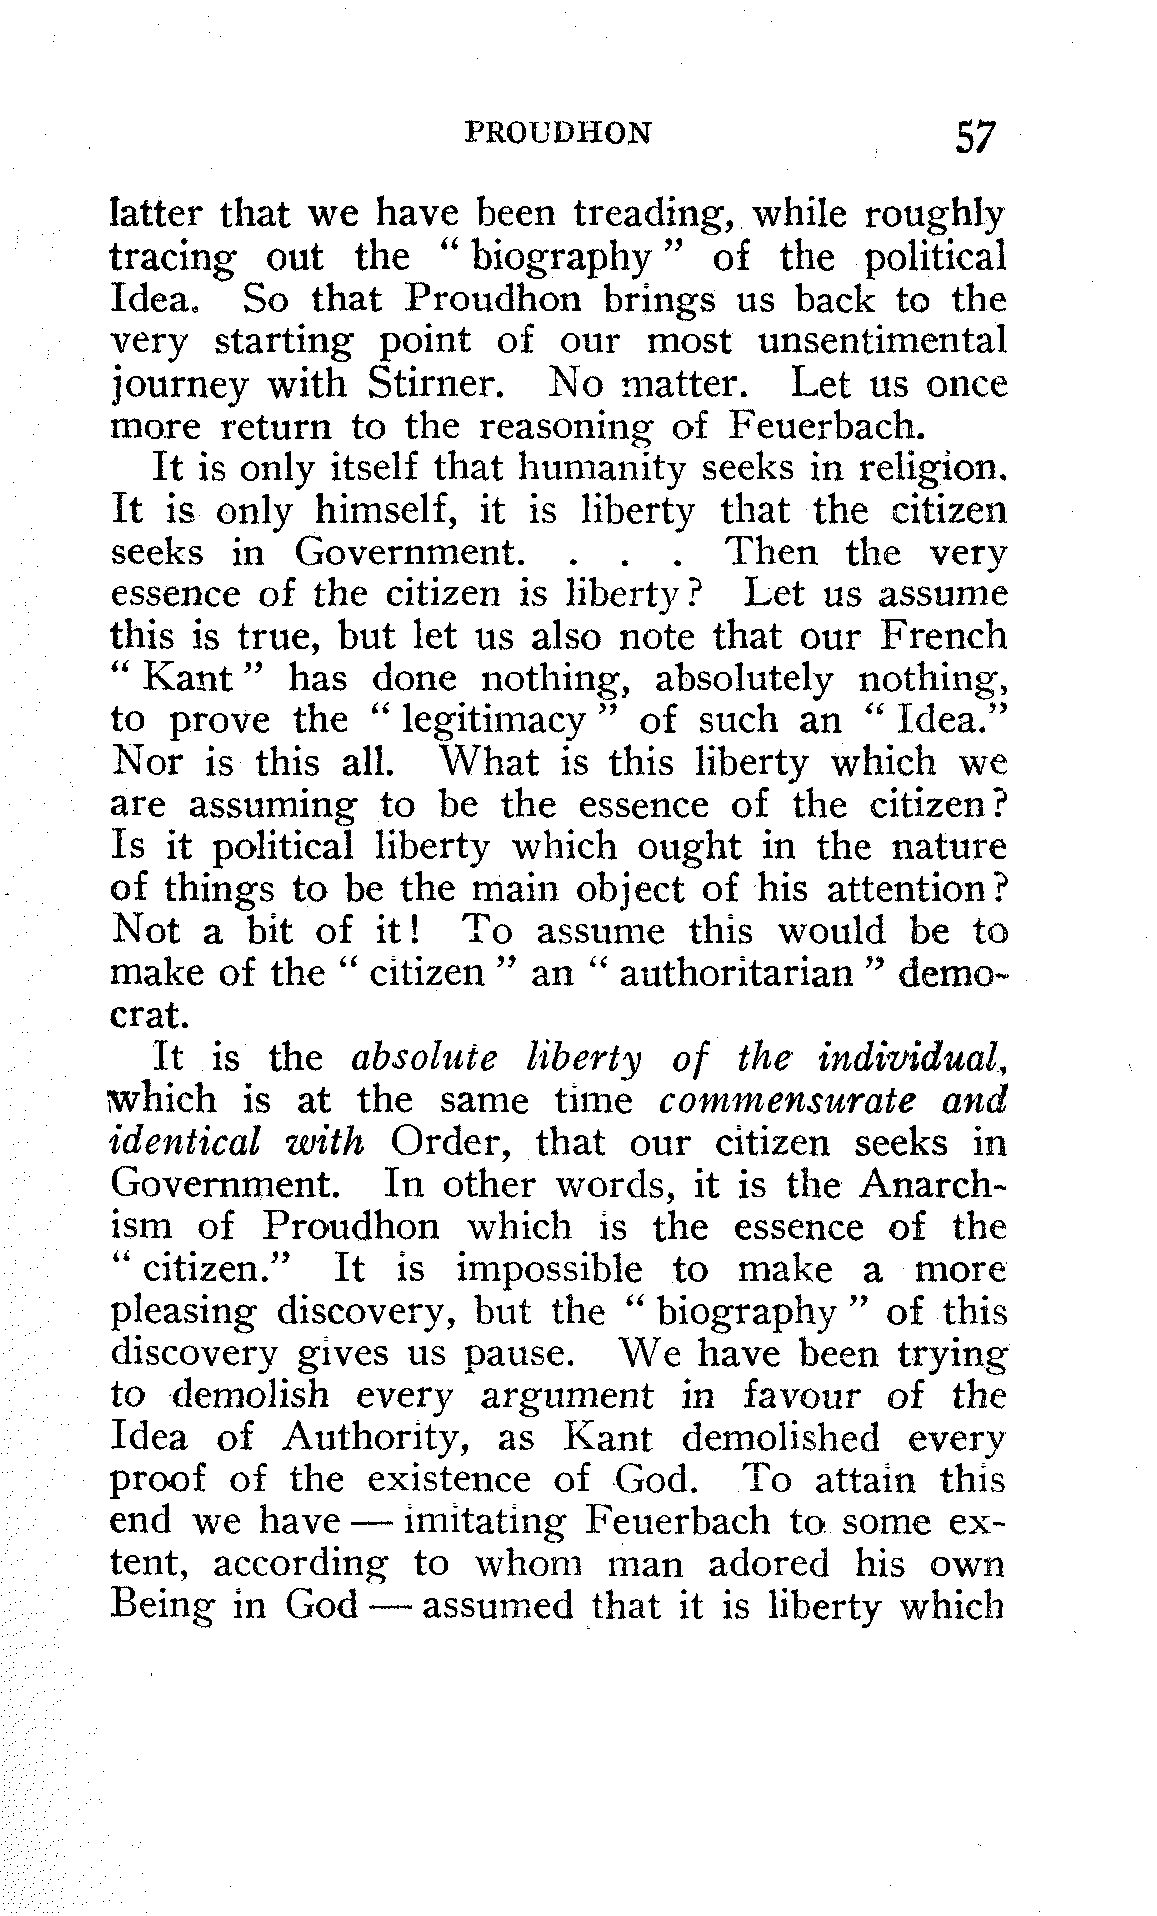 PROUDHON 57
latter that we have been treading, while roughly
tracing out the “ biography ” of the political
Idea. So that Proudhon brings us back to the
very starting point of our most unsentimental
journey with Stirner. No matter. Let us once
more return to the reasoning of Feuerbach.
It is only itself that humanity seeks in religion.
It is only himself, it is liberty that the citizen
seeks in Government. . . . Then the very
essence of the citizen is liberty? Let us assume
this is true, but let us also note that our French
“ Kant ” has done nothing, absolutely nothing,
to prove the “ legitimacy ” of such an “ Idea.”
Nor is this all. What is this liberty which we
are assuming to be the essence of the citizen?
Is it political liberty which ought in the nature
of things to be the main object of his attention?
Not a bit of it! To assume this would be to
make of the “ citizen ” an “ authoritarian ” demo-
crat.
It is the absolute liberty of the individual,
which is at the same time commensurate and
identical with Order, that our citizen seeks in
Government. In other words, it is the Anarch-
ism of Proudhon which is the essence of the
“ citizen.” It is impossible to make a more
pleasing discovery, but the “ biography ” of this
discovery gives us pause. We have been trying
to demolish every argument in favour of the
Idea of Authority, as Kant demolished every
proof of the existence of God. To attain this
end we have — imitating Feuerbach to some ex-
tent, according to whom man adored his own
Being in God — assumed that it is liberty which